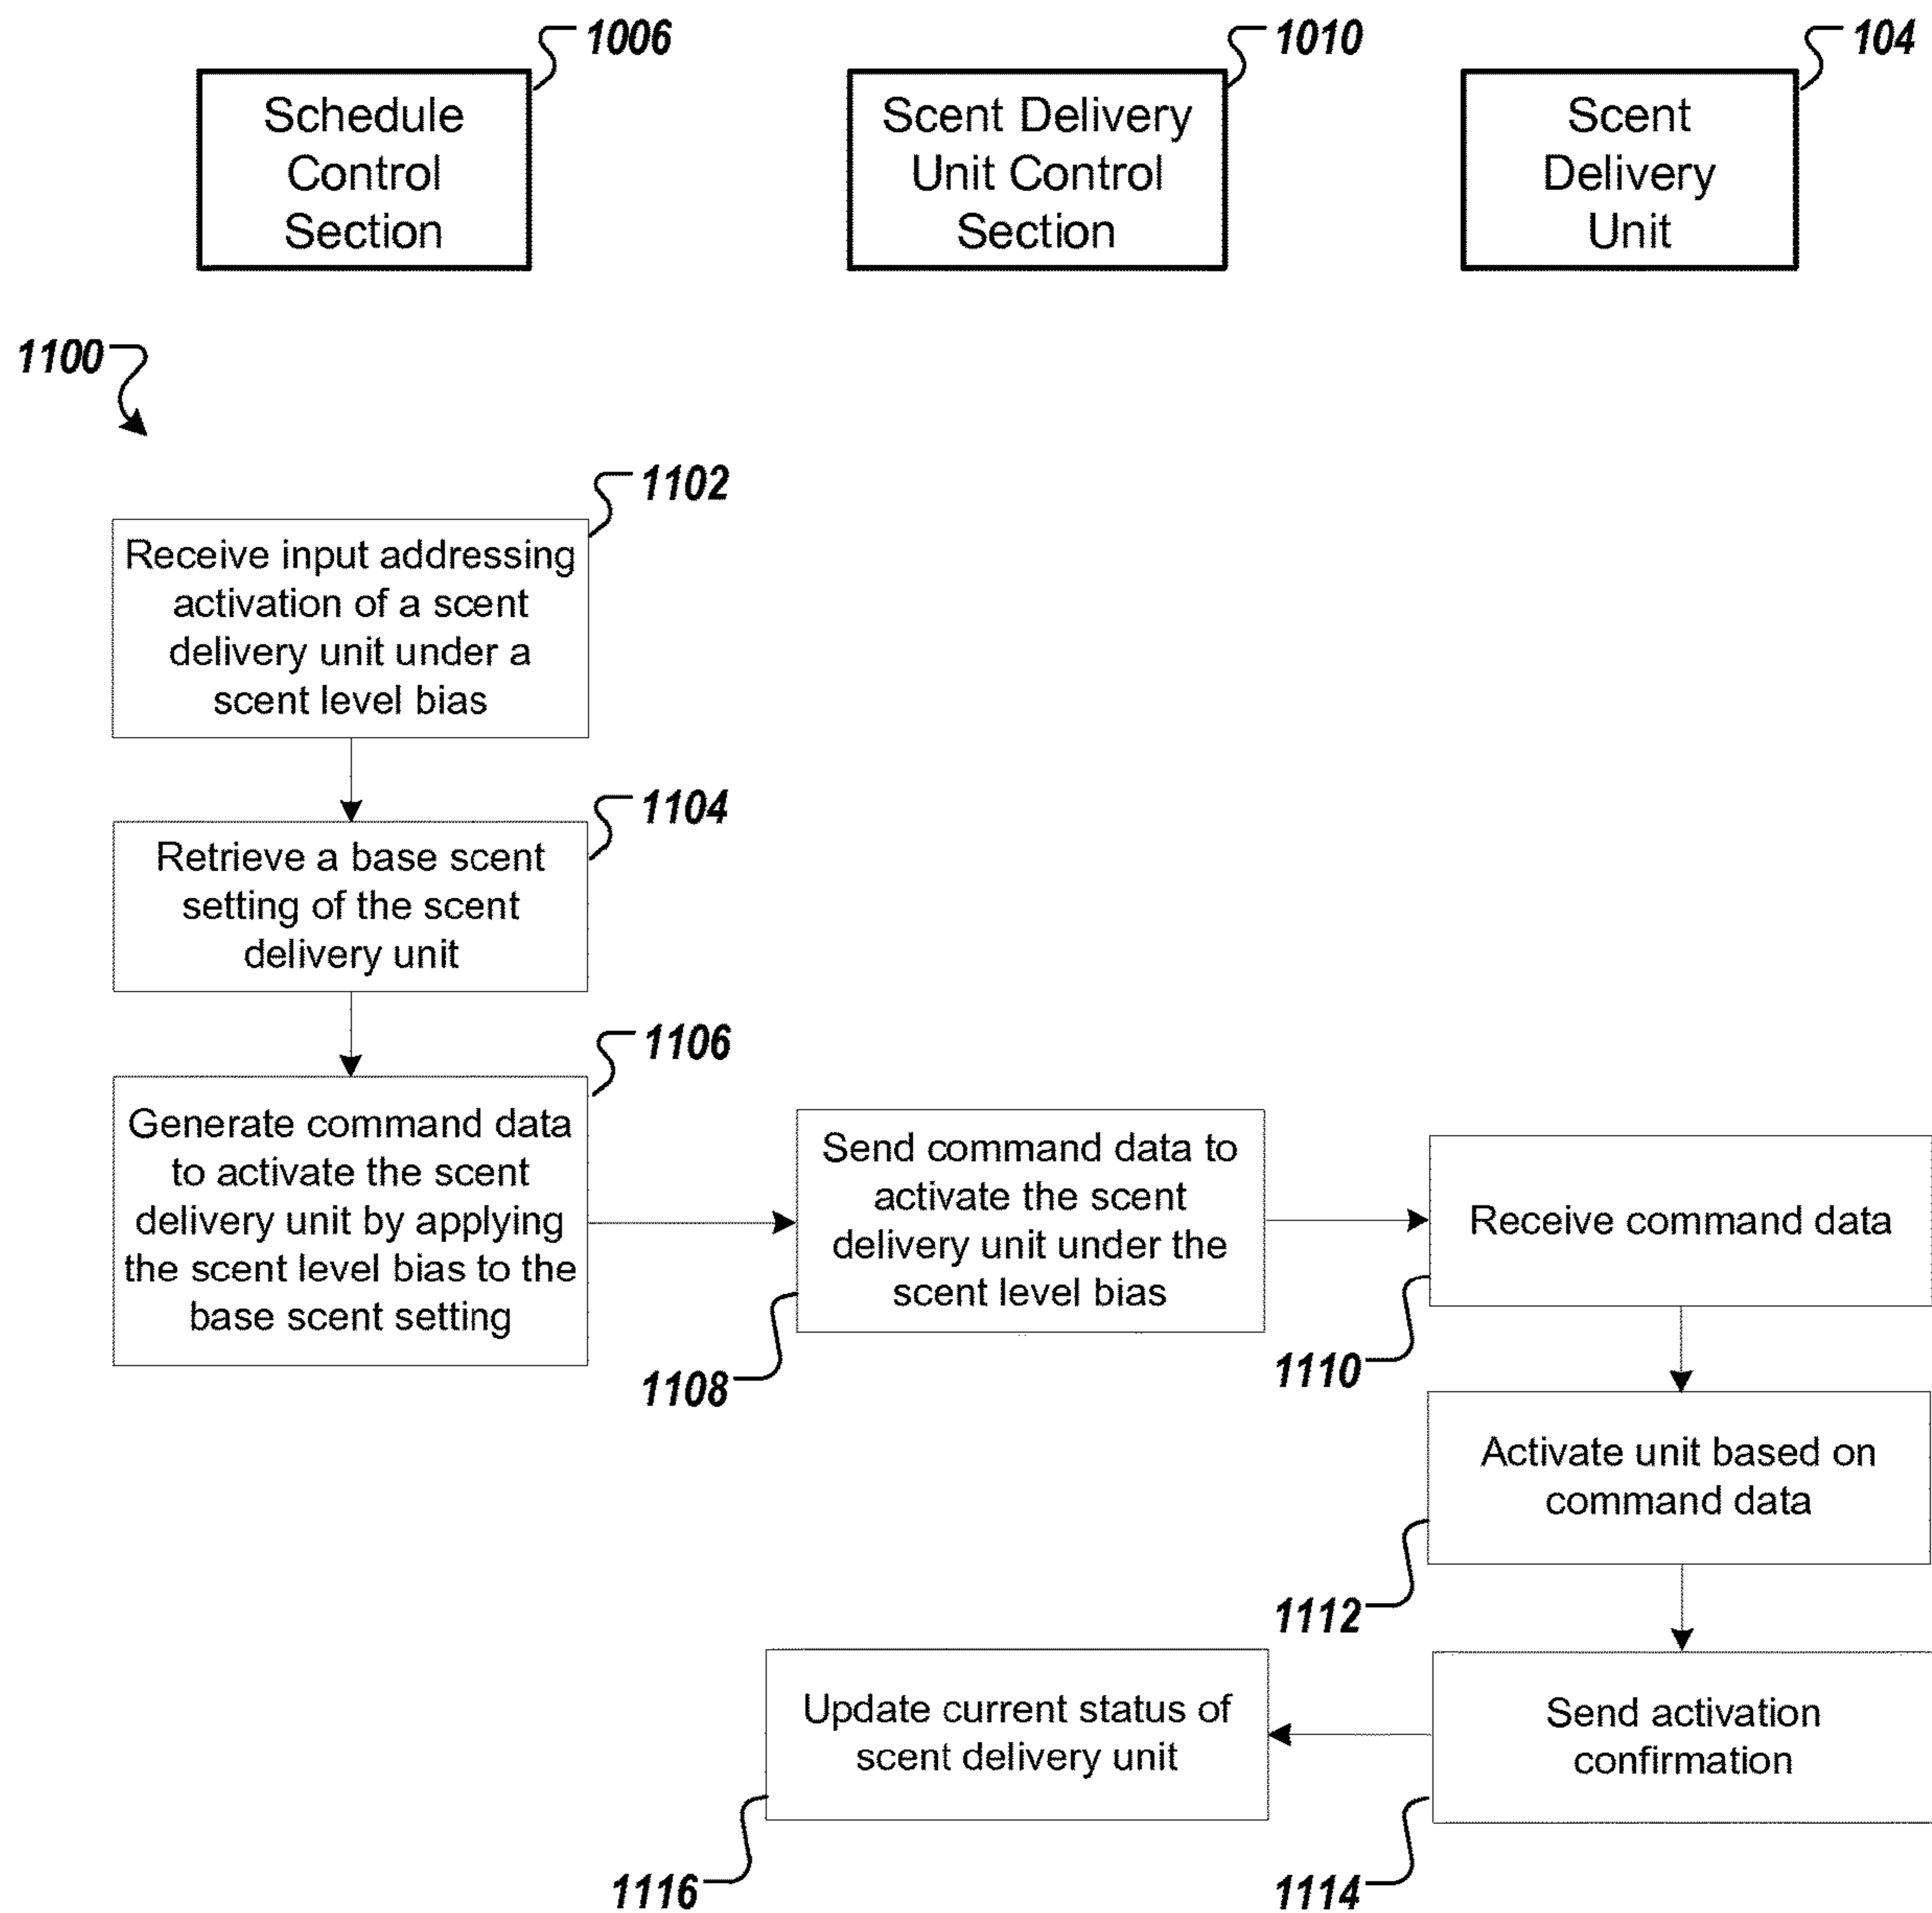 1006
1010
104
Schedule
Control
Section
Scent Delivery
Unit Control
Section
Scent
Delivery
Unit
1100
1102
Receive input addressing
activation of a scent
delivery unit under a
scent level bias
1104
Retrieve a base scent
setting of the scent
delivery unit
1106
Generate command data
to activate the scent
delivery unit by applying
the scent level bias to the
base scent setting
Send command data to
activate the scent
delivery unit under the
scent level bias
1108
Receive command data
1110
Activate unit based on
command data
1112
Send activation
confirmation
1114
Update current status of
scent delivery unit
1116